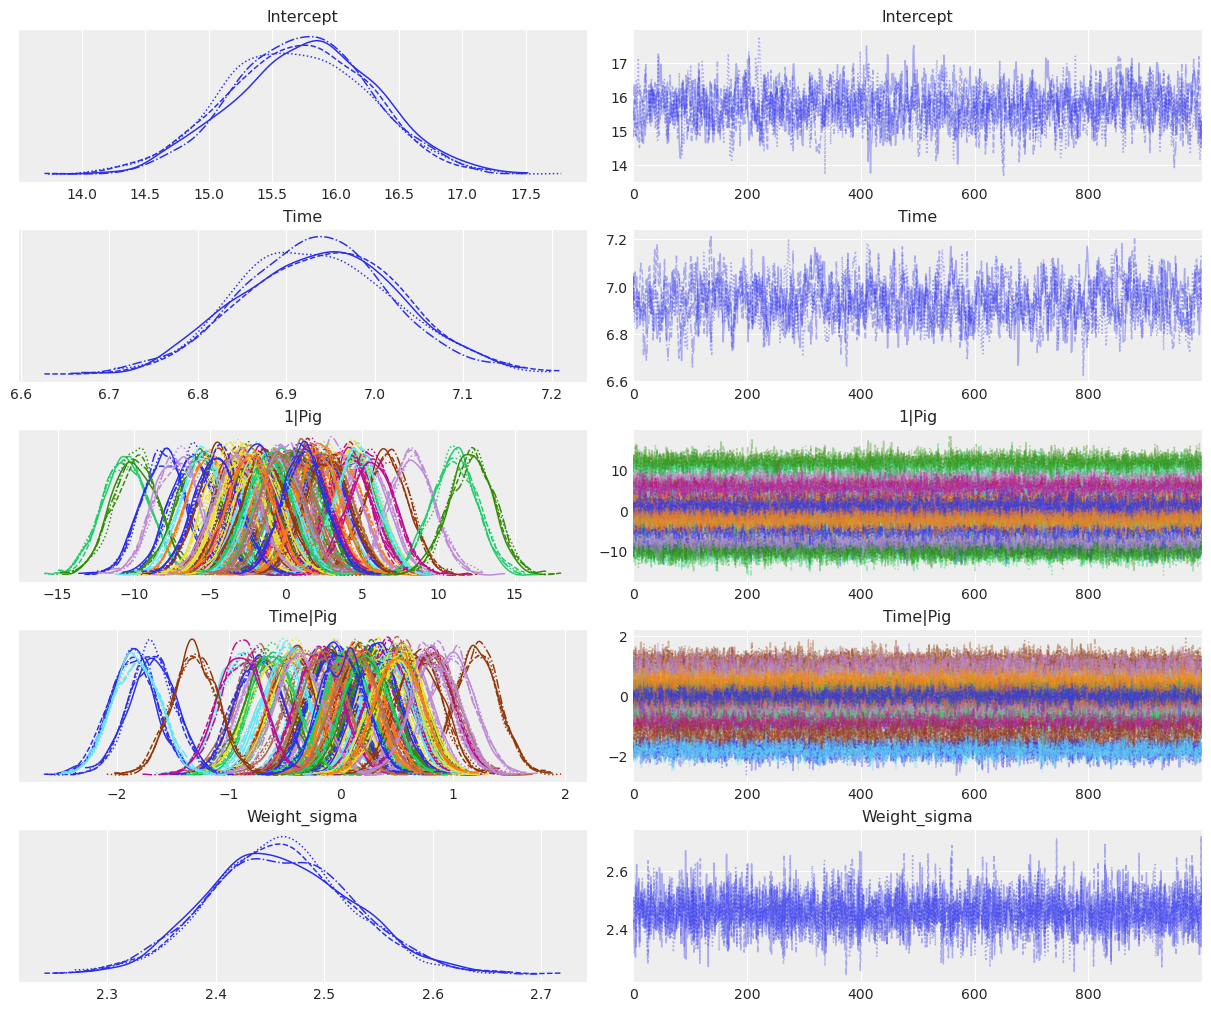 Intercept Intercept
17
16
15
14
14.0 14.5 15.0 15.5 16.0 16.5 17.0 17.5 0 200 400 600 800
Time Time
7.2
7.0
6.8
6.6
6.6 6.7 6.8 6.9 7.0 7.1 7.2 0 200 400 600 800
1|Pig 1|Pig
10
0
−10
−15 −10 −5 0 5 10 15 0 200 400 600 800
Time|Pig Time|Pig
2
0
−2
−2 −1 0 1 2 0 200 400 600 800
Weight_sigma Weight_sigma
2.6
2.4
2.3 2.4 2.5 2.6 2.7 0 200 400 600 800